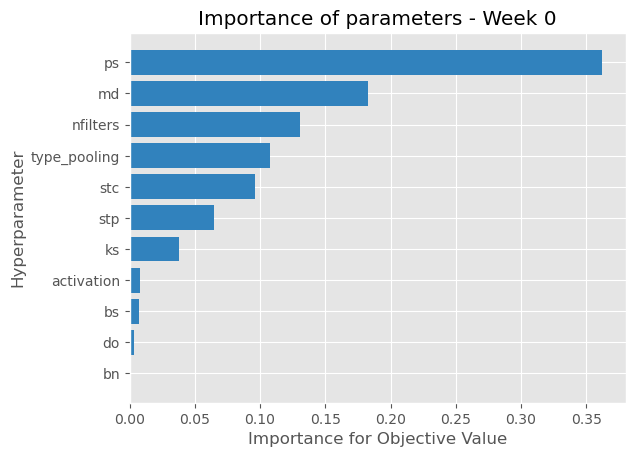 Importance of parameters - Week 0
Hyperparameter
ps
md
nfilters
type_pooling
stc
stp
ks
activation
bs
do
bn
0.00 0.05 0.10 0.15 0.20 0.25 0.30 0.35
Importance for Objective Value